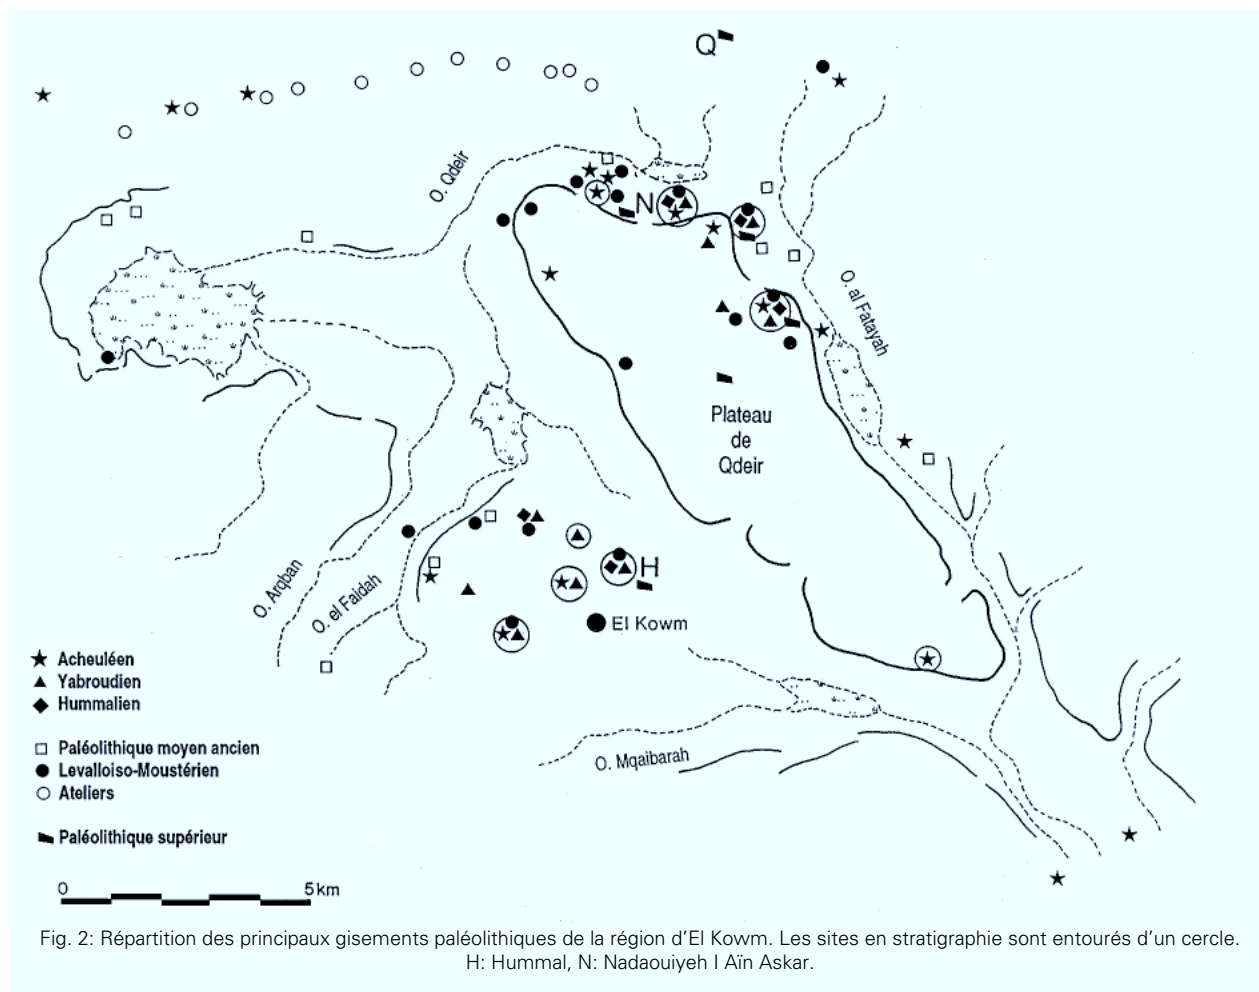 Q
O. Qdeir
N
O. al Fatayah
Plateau
de
Qdeir
H
O. Arqban
O. el Faidah
El Kowm
Acheuléen
Yabroudien
Hummalien
Paléolithique moyen ancien
Levalloiso-Moustérien
Ateliers
Paléolithique supérieur
O. Mqaibarah
0 5 km
Fig. 2: Répartition des principaux gisements paléolithiques de la région d'El Kowm. Les sites en stratigraphie sont entourés d'un cercle.
H: Hummal, N: Nadaouiyeh I Aïn Askar.